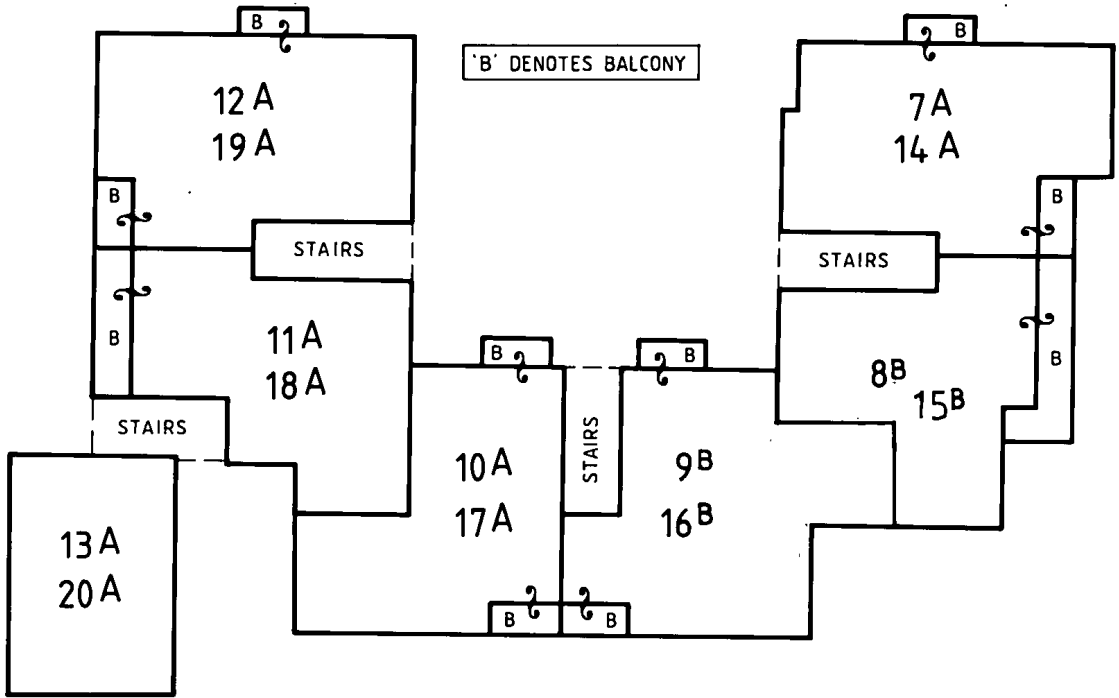 B
B
'B' DENOTES BALCONY
12 A
19 A
7 A
14 A
B
B
STAIRS
STAIRS
B
11 A
18 A
B
B
8B
15B
B
STAIRS
STAIRS
10 A
17 A
9B
16B
13 A
20 A
B
B